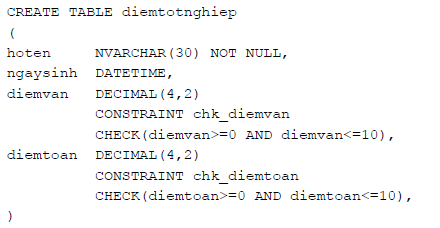 CREATE TABLE diemtotnghiep
(
hoten NVARCHAR(30) NOT NULL,
ngaysinh DATETIME,
diemvan DECIMAL(4,2)
CONSTRAINT chk_diemvan
CHECK(diemvan>=0 AND diemvan<=10),
diemtoan DECIMAL(4,2)
CONSTRAINT chk_diemtoan
CHECK(diemtoan>=0 AND diemtoan<=10),
)